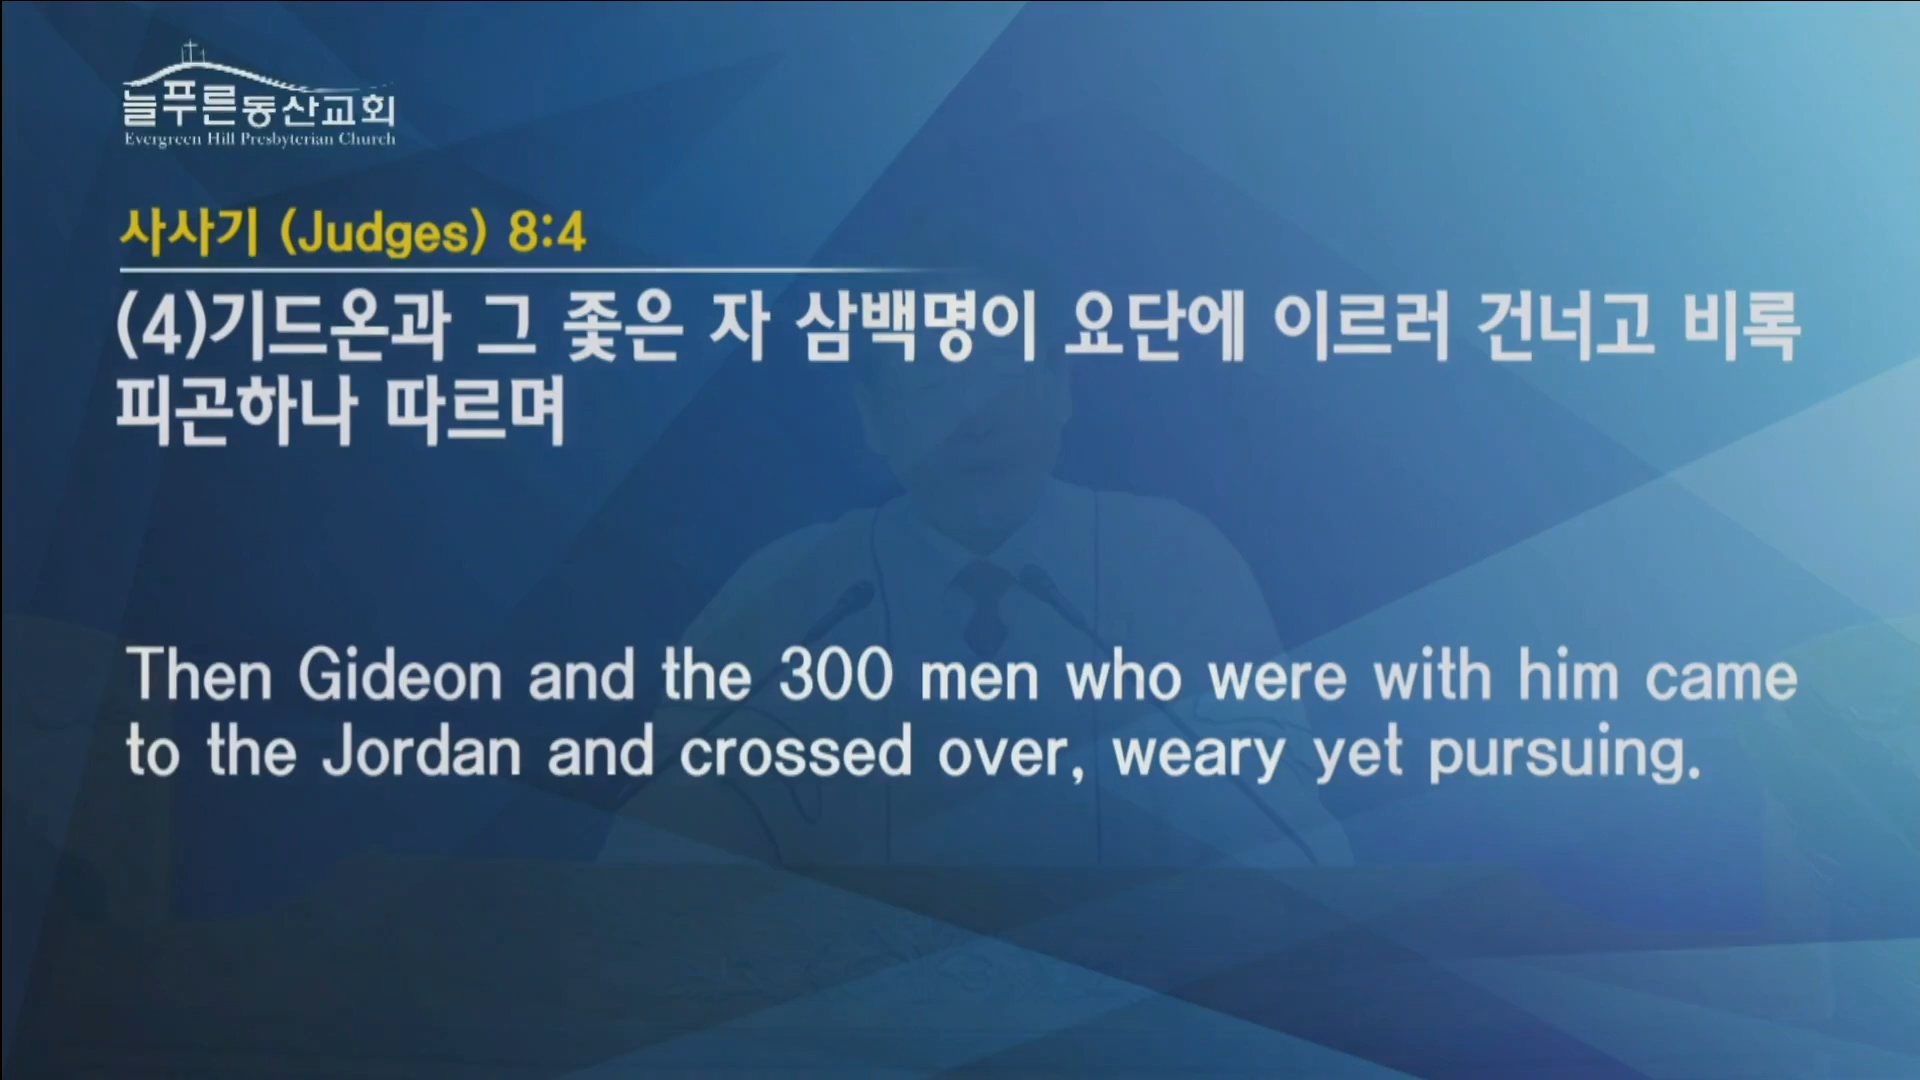 늘푸른동산교회
Evergreen Hill Presbyterian Church
사사기 (Judges) 8:4
(4)기드온과 그 좇은 자 삼백명이 요단에 이르러 건너고 비록
피곤하나 따르며
Then Gideon and the 300 men who were with him came
to the Jordan and crossed over, weary yet pursuing.